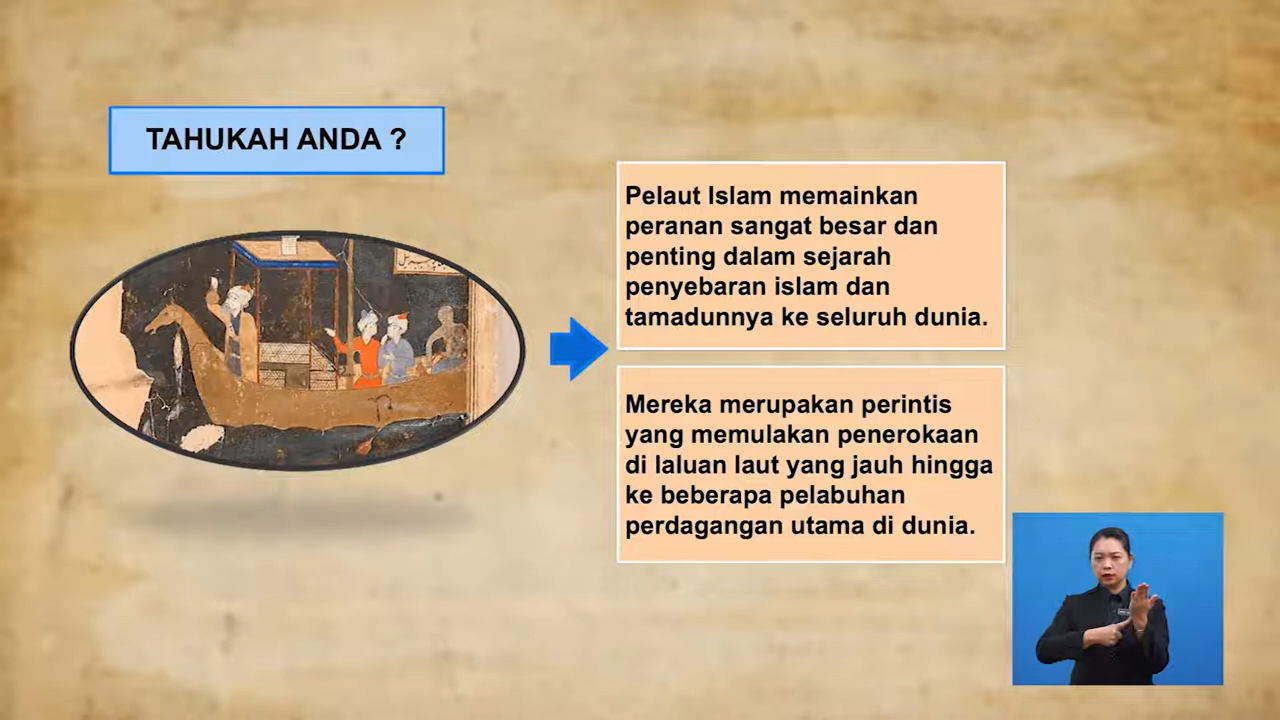 TAHUKAH ANDA ?
Pelaut Islam memainkan
peranan sangat besar dan
penting dalam sejarah
penyebaran islam dan
tamadunnya ke seluruh dunia.
Mereka merupakan perintis
yang memulakan penerokaan
di laluan laut yang jauh hingga
ke beberapa pelabuhan
perdagangan utama di dunia.